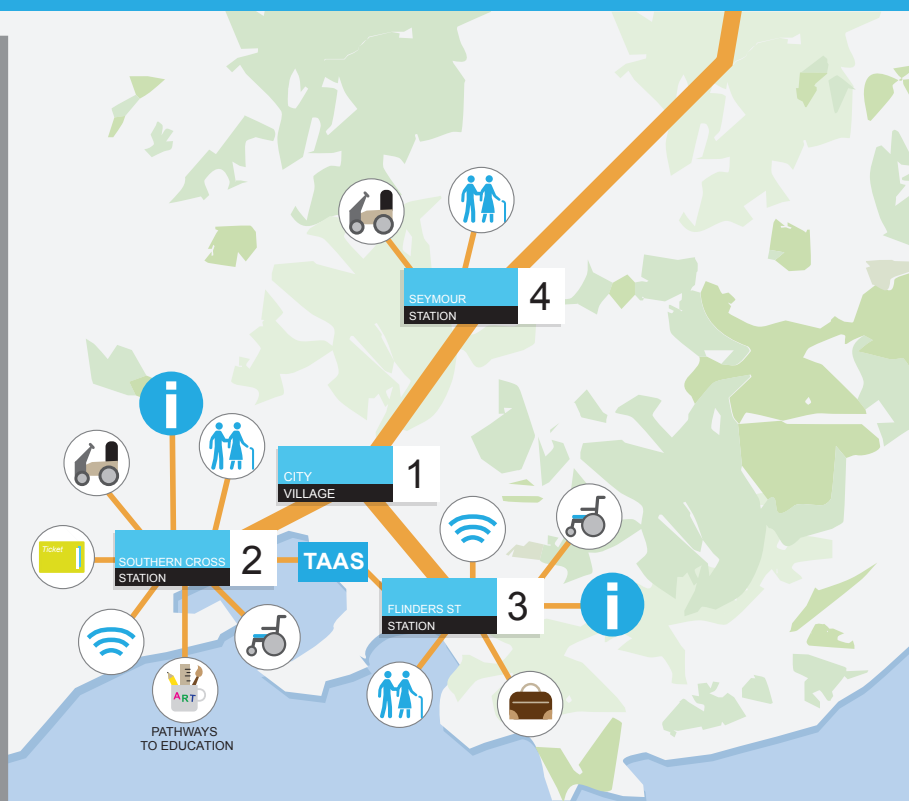 SEYMOUR
STATION
4
CITY
VILLAGE
1
Ticket
SOUTHERN CROSS
STATION
2
TAAS
FLINDERS ST
STATION
3
ART
PATHWAYS
TO EDUCATION